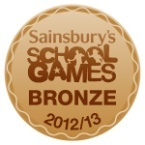 Sainsbury's
SCHOOL
GAMES
BRONZE
2012/13